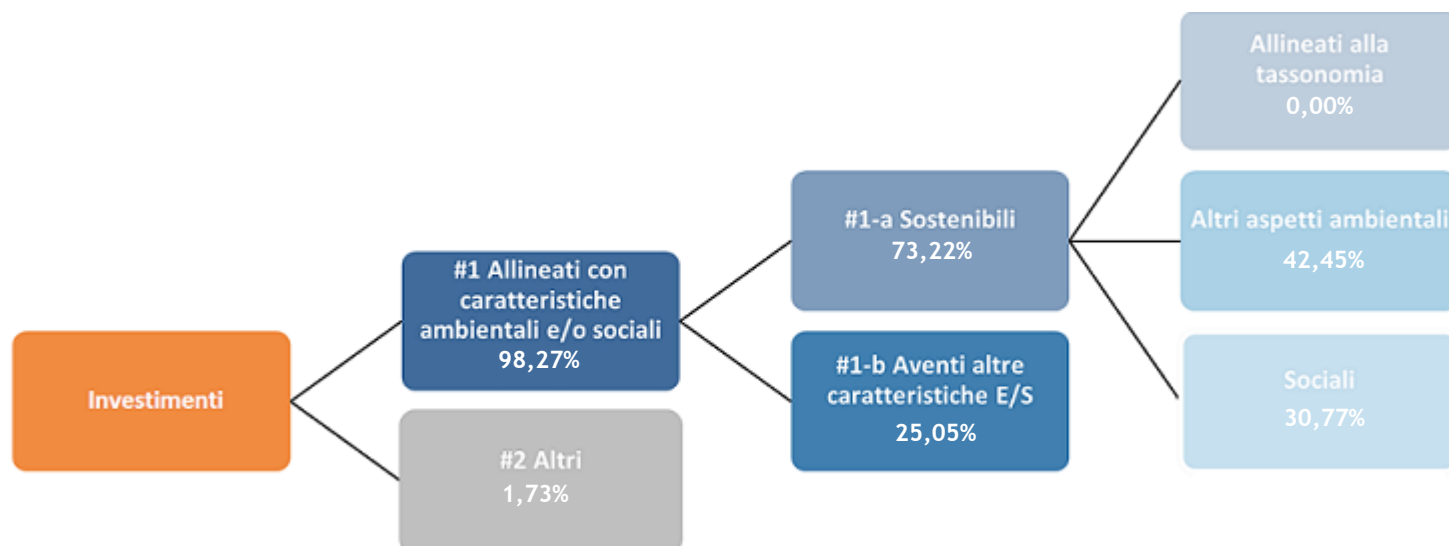 Investimenti
#1 Allineati con
caratteristiche
ambientali e/o sociali
98,27%
#2 Altri
1,73%
#1-a Sostenibili
73,22%
#1-b Aventi altre
caratteristiche E/S
25,05%
Allineati alla
tassonomia
0,00%
Altri aspetti ambientali
42,45%
Sociali
30,77%